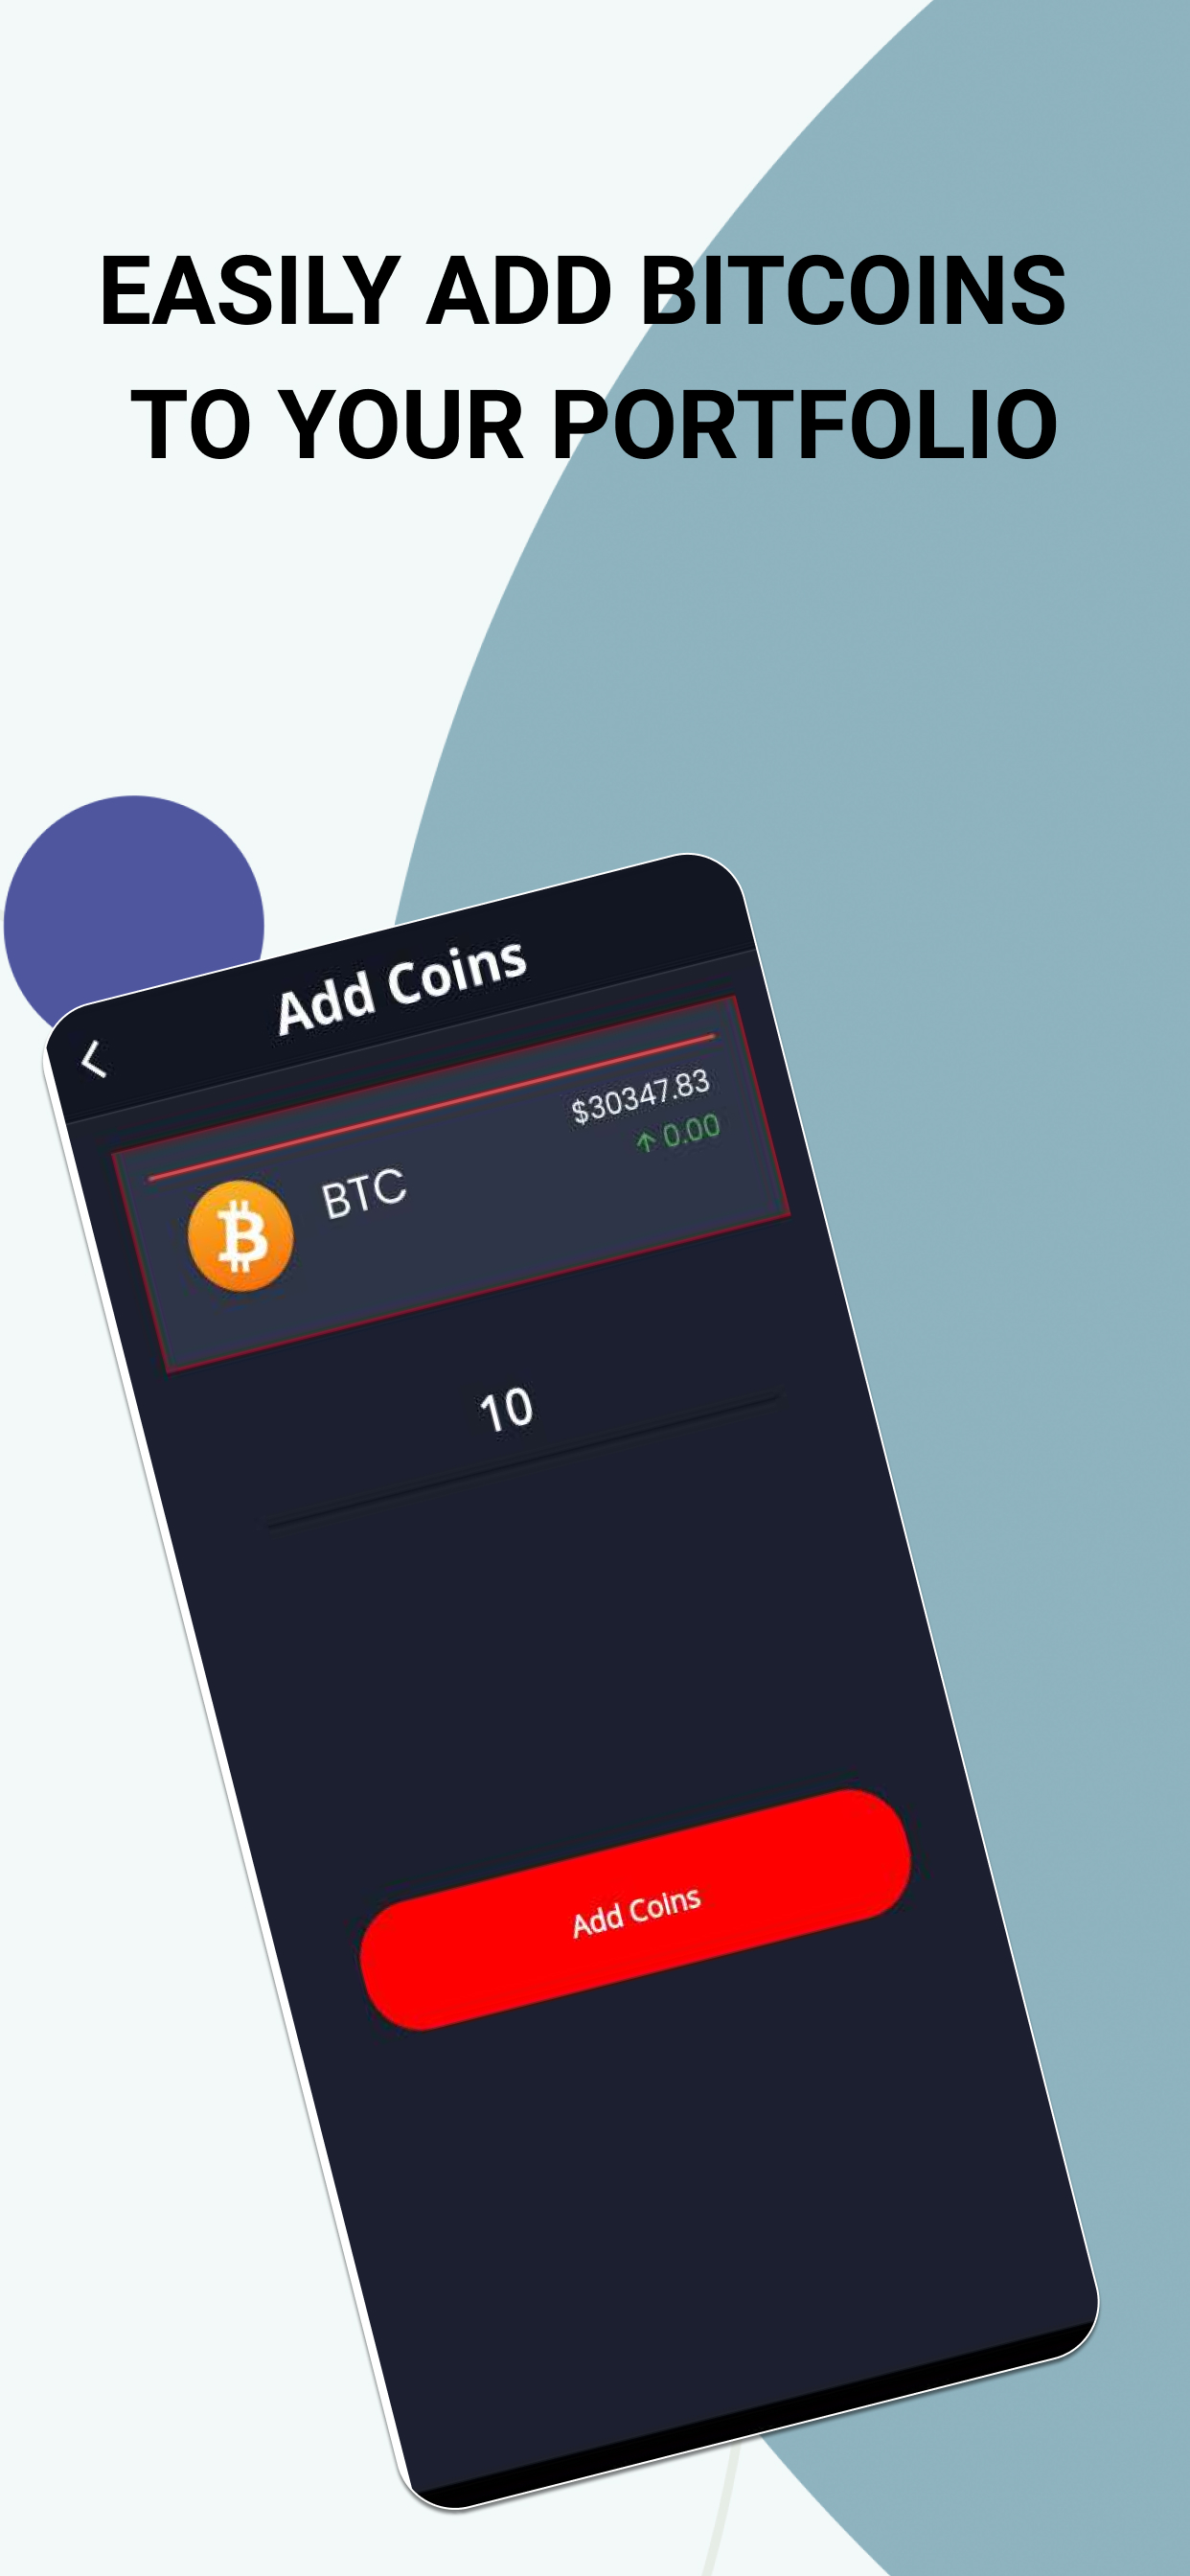 EASILY ADD BITCOINS
TO YOUR PORTFOLIO
Add Coins
$30347.83
↑ 0.00
BTC
10
Add Coins